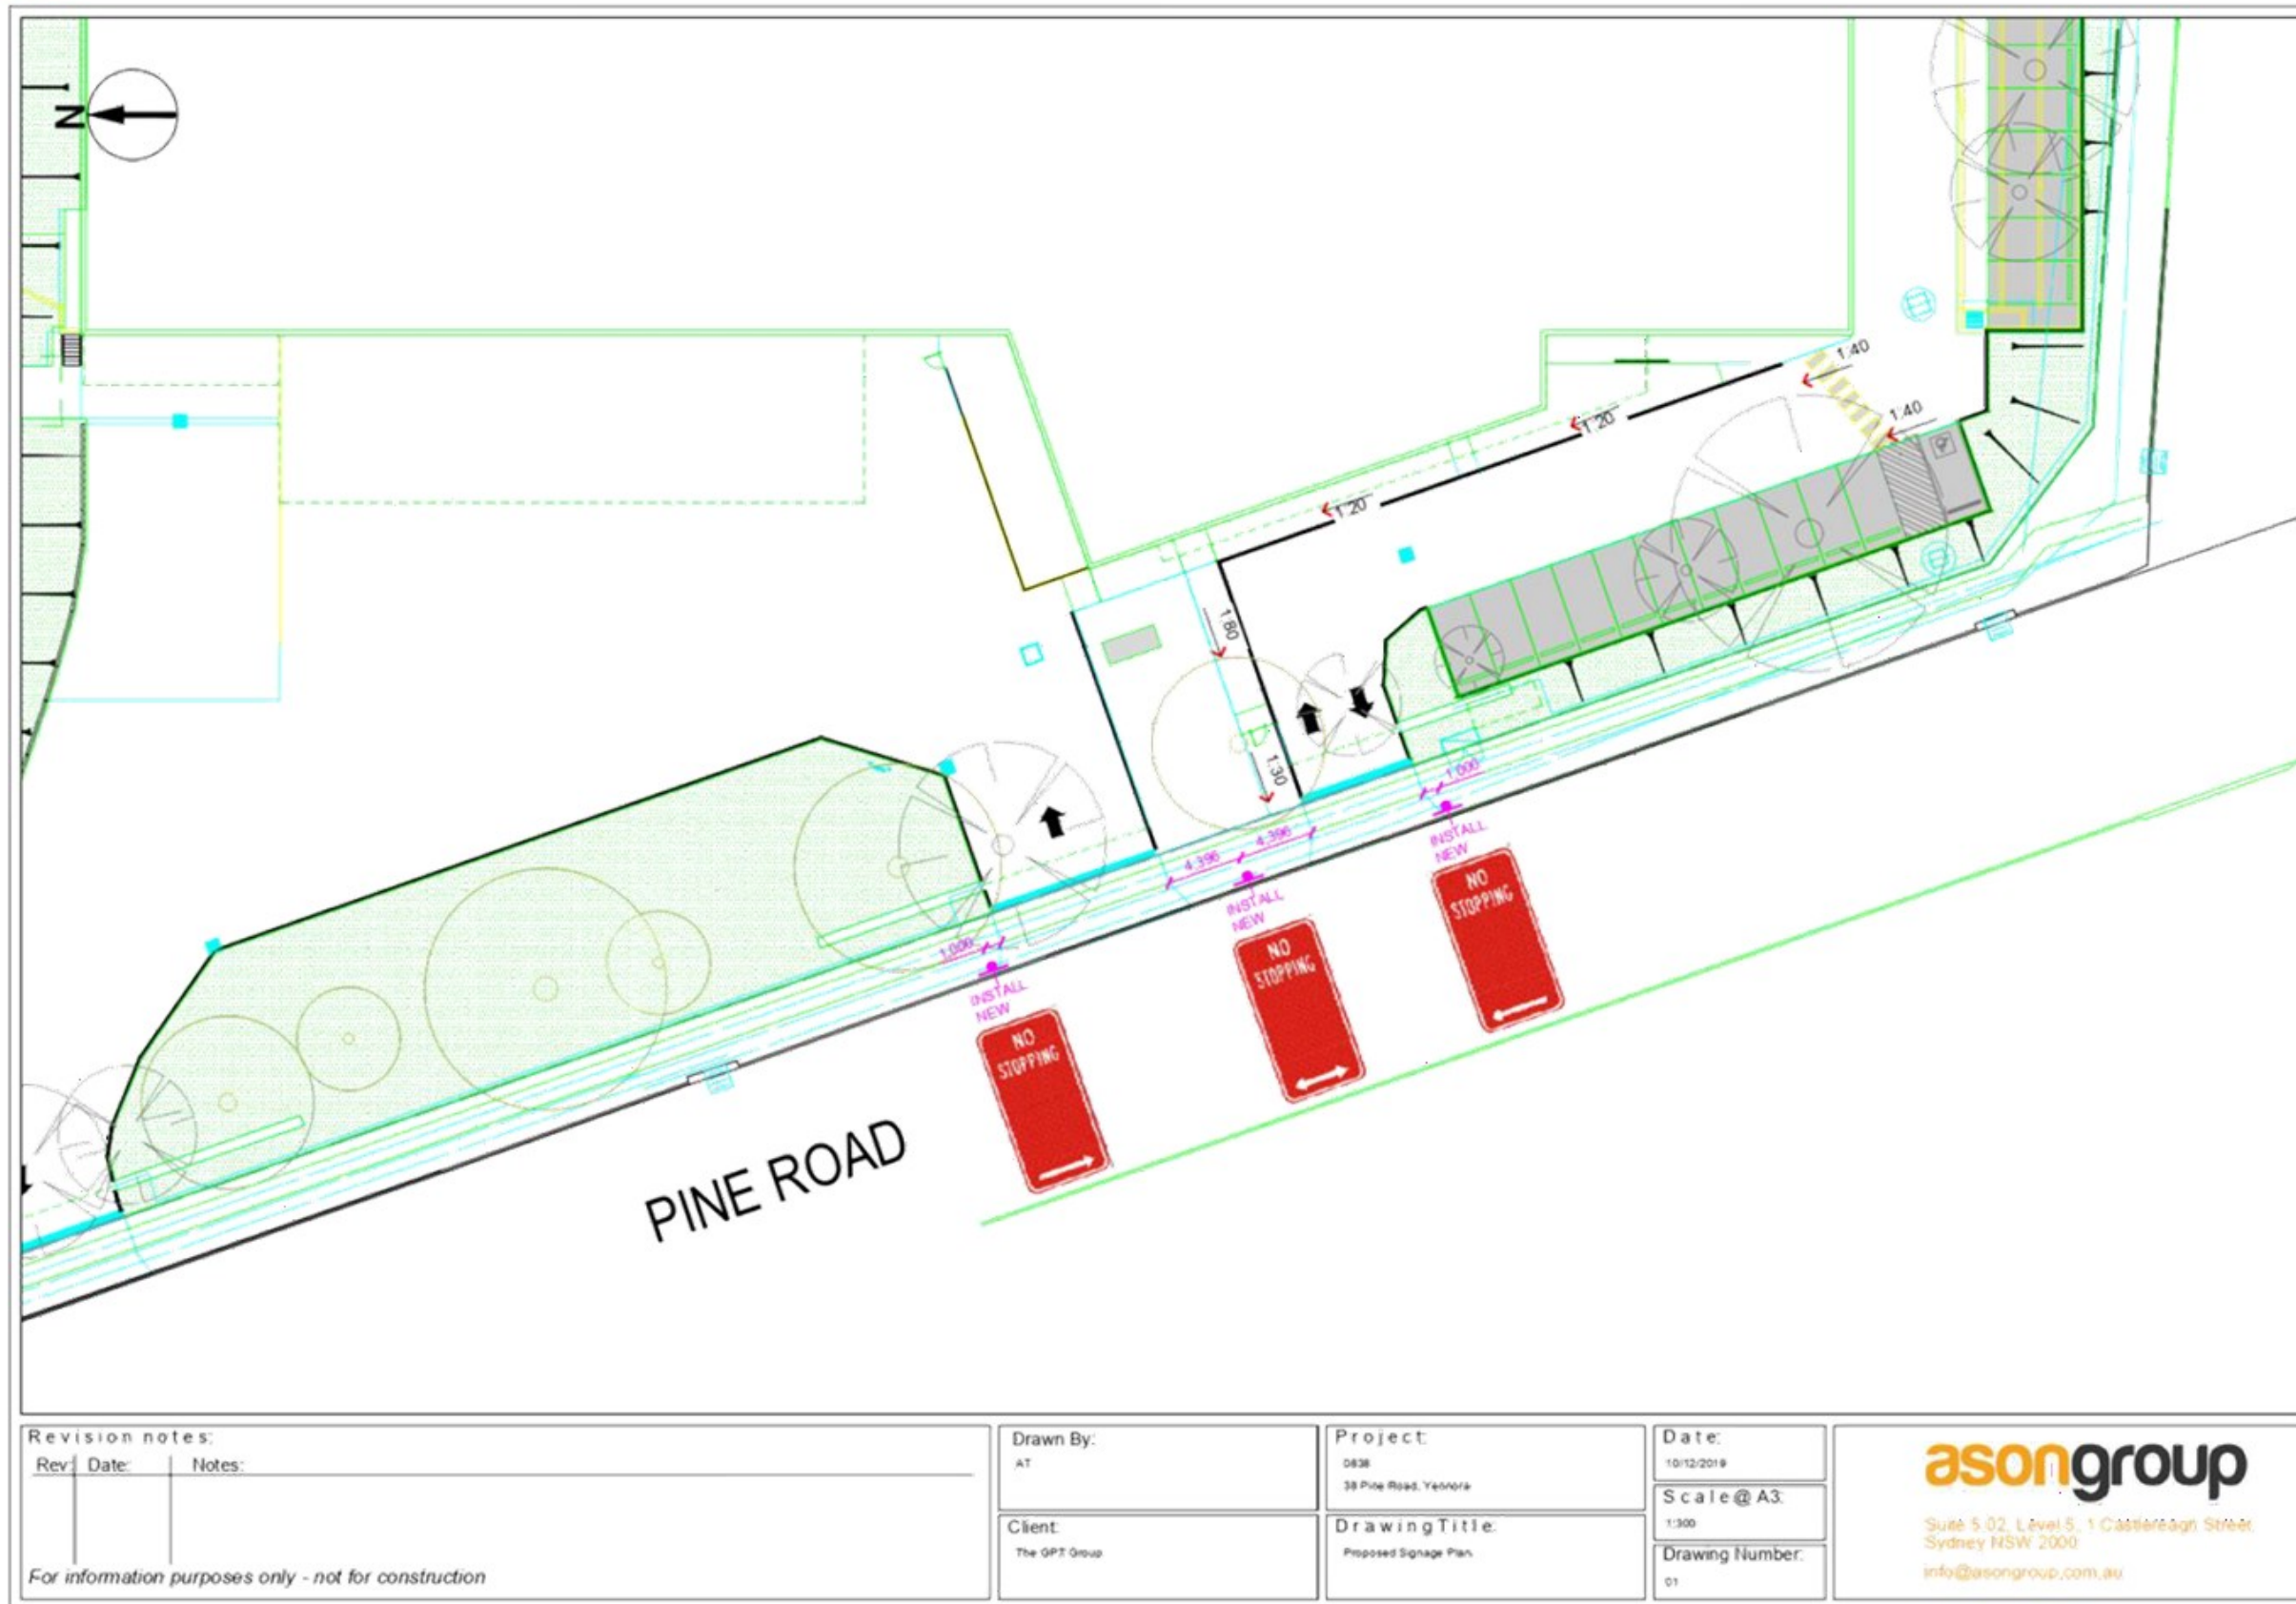 N
1:40
1:40
1:20
1:20
1:80
1:30
1.000
4.396
4.396
1.000
INSTALL
NEW
INSTALL
NEW
INSTALL
NEW
NO
STOPPING
NO
STOPPING
NO
STOPPING
PINE ROAD
Revision notes:
Rev: Date: Notes:
For information purposes only - not for construction
Drawn By:
AT
Client:
The GPT Group
Project:
0838
38 Pine Road, Yennora
Drawing Title:
Proposed Signage Plan
Date:
10/12/2019
Scale @ A3:
1:300
Drawing Number:
01
asongroup
Suite 5.02, Level 5, 1 Castlereagh Street
Sydney NSW 2000
info@asongroup.com.au